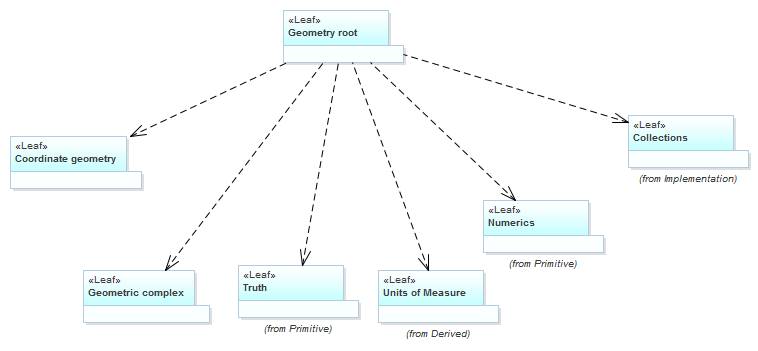 «Leaf»
Geometry root
«Leaf»
Collections
(from Implementation)
«Leaf»
Coordinate geometry
«Leaf»
Numerics
(from Primitive)
«Leaf»
Geometric complex
«Leaf»
Truth
(from Primitive)
«Leaf»
Units of Measure
(from Derived)